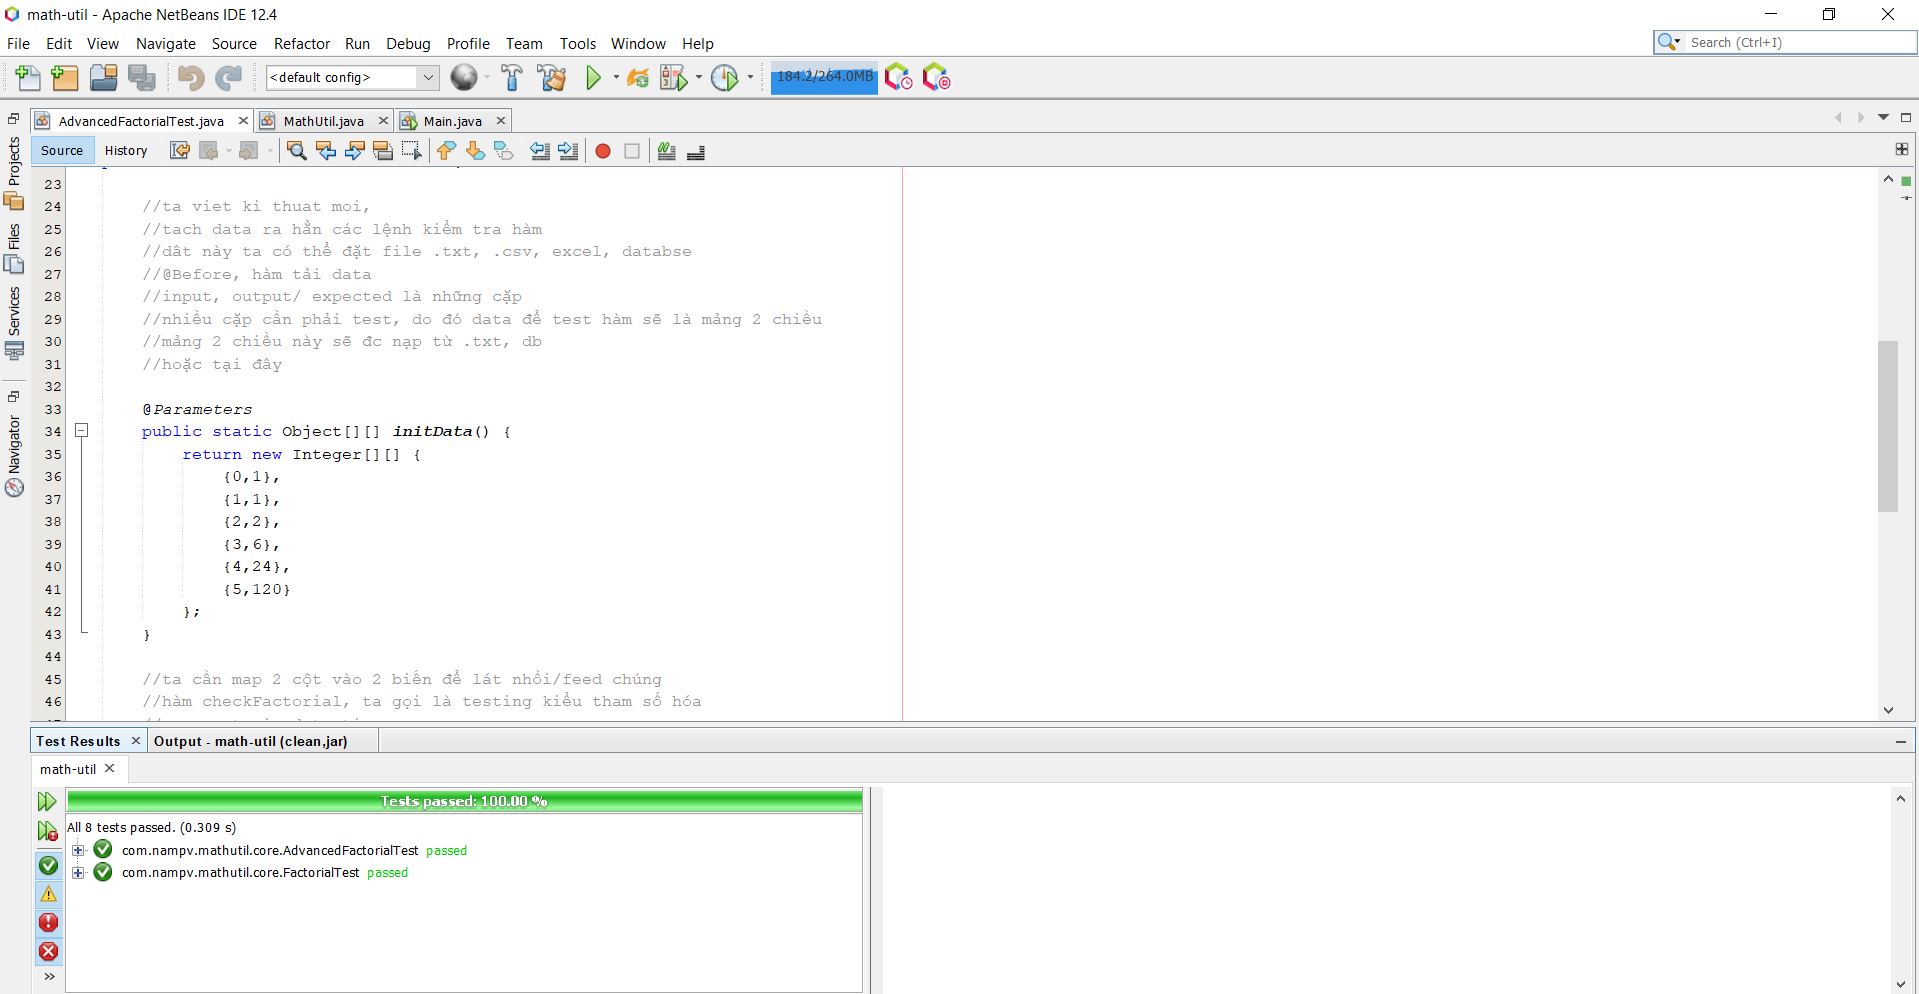 math-util - Apache NetBeans IDE 12.4
File Edit View Navigate Source Refactor Run Debug Profile Team Tools Window Help
Search (Ctrl+I)
<default config>
184.2/264.0MB
AdvancedFactorialTest.java
MathUtil.java
Main.java
Source
History
Projects
Files
Services
Navigator
23
24 //ta viet ki thuat moi,
25 //tach data ra hẳn các lệnh kiểm tra hàm
26 //dât này ta có thể đặt file .txt, .csv, excel, databse
27 //@Before, hàm tải data
28 //input, output/ expected là những cặp
29 //nhiều cặp cần phải test, do đó data để test hàm sẽ là mảng 2 chiều
30 //mảng 2 chiều này sẽ đc nạp từ .txt, db
31 //hoặc tại đây
32
33 @Parameters
34 public static Object[][] initData() {
35 return new Integer[][] {
36 {0,1},
37 {1,1},
38 {2,2},
39 {3,6},
40 {4,24},
41 {5,120}
42 };
43 }
44
45 //ta cần map 2 cột vào 2 biến để lát nhồi/feed chúng
46 //hàm checkFactorial, ta gọi là testing kiểu tham số hóa
Test Results
Output - math-util (clean,jar)
math-util
Tests passed: 100.00 %
All 8 tests passed. (0.309 s)
com.nampv.mathutil.core.AdvancedFactorialTest passed
com.nampv.mathutil.core.FactorialTest passed